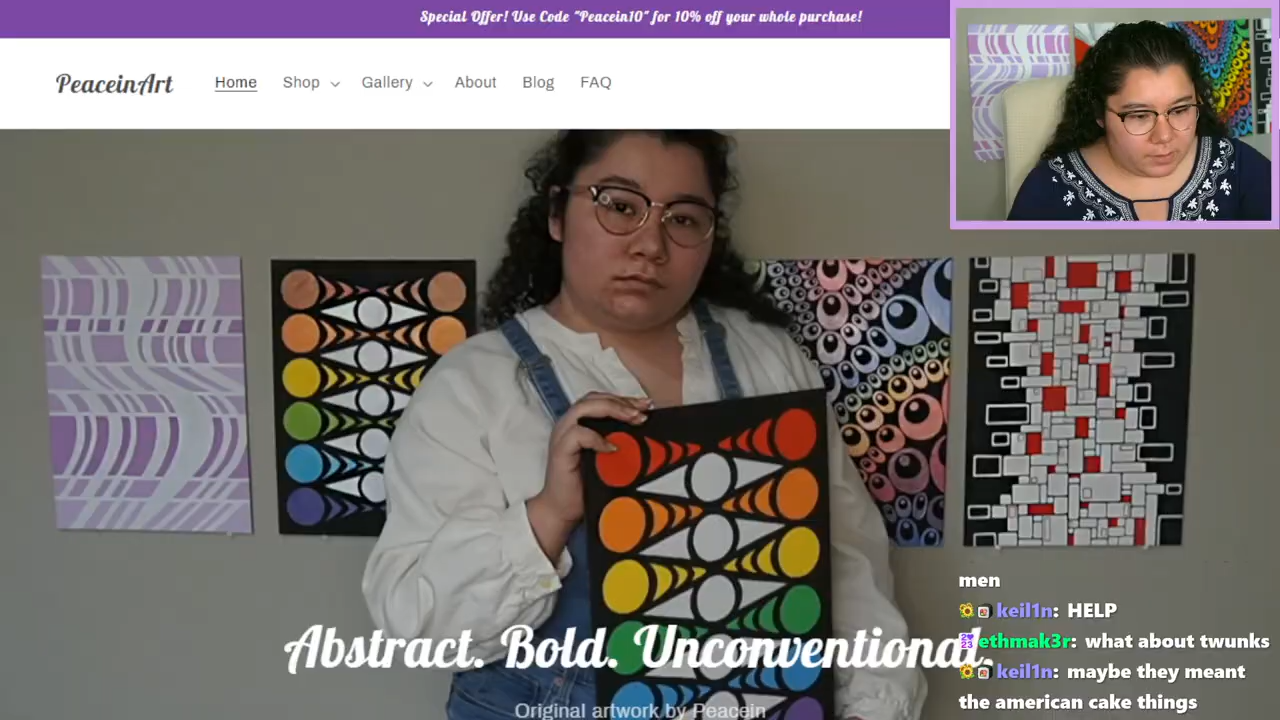 Special Offer! Use Code "Peacein10" for 10% off your whole purchase!
PeaceinArt
Home
Shop
Gallery
About
Blog
FAQ
Abstract. Bold. Unconventional.
Original artwork by Peacein
men
keil1n: HELP
ethmak3r: what about twunks
keil1n: maybe they meant
the american cake things